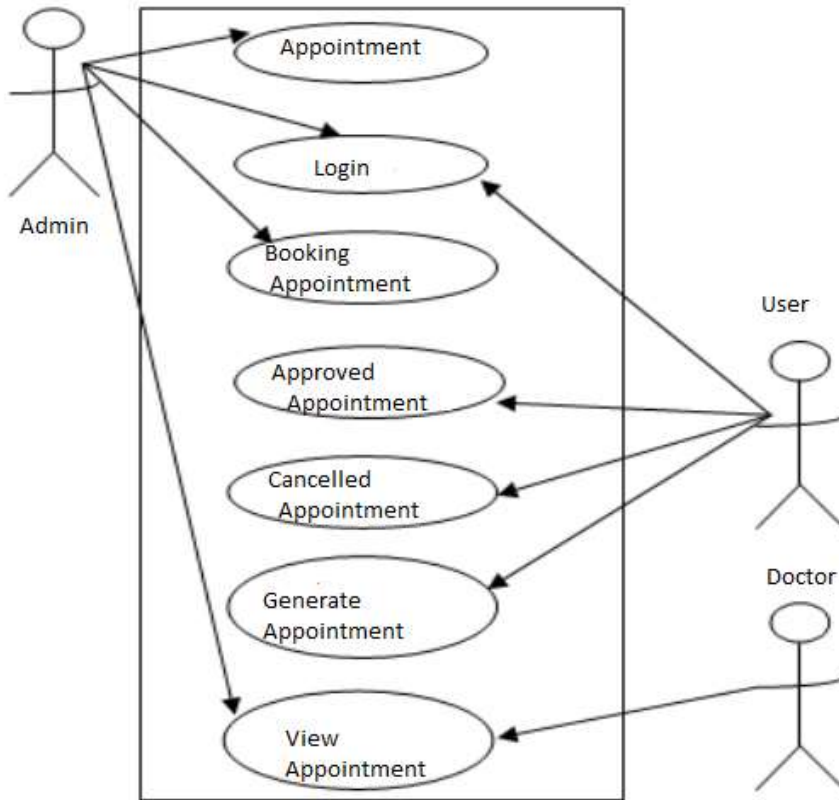 Appointment
Login
Admin
Booking
Appointment
User
Approved
Appointment
Cancelled
Appointment
Doctor
Generate
Appointment
View
Appointment